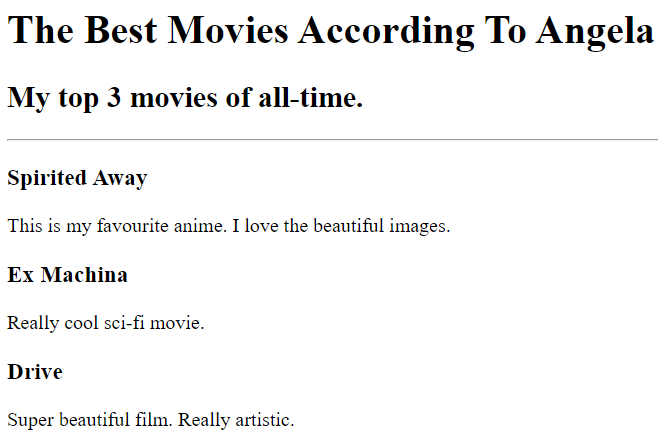 The Best Movies According To Angela
My top 3 movies of all-time.
Spirited Away
This is my favourite anime. I love the beautiful images.
Ex Machina
Really cool sci-fi movie.
Drive
Super beautiful film. Really artistic.